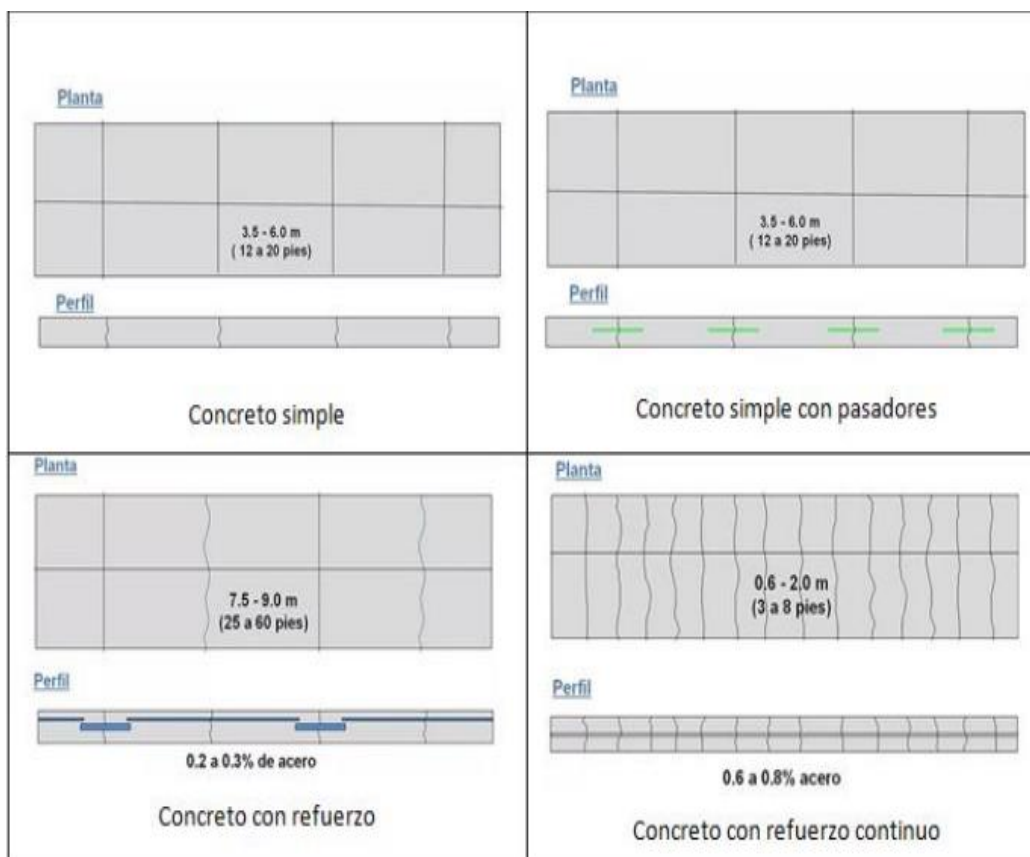 Planta
3.5 - 6.0 m
( 12 a 20 pies)
Perfil
Concreto simple
Planta
3.5 - 6.0 m
( 12 a 20 pies)
Perfil
Concreto simple con pasadores
Planta
7.5 - 9.0 m
(25 a 60 pies)
Perfil
0.2 a 0.3% de acero
Concreto con refuerzo
Planta
0.6 - 2.0 m
(3 a 8 pies)
Perfil
0.6 a 0.8% acero
Concreto con refuerzo continuo